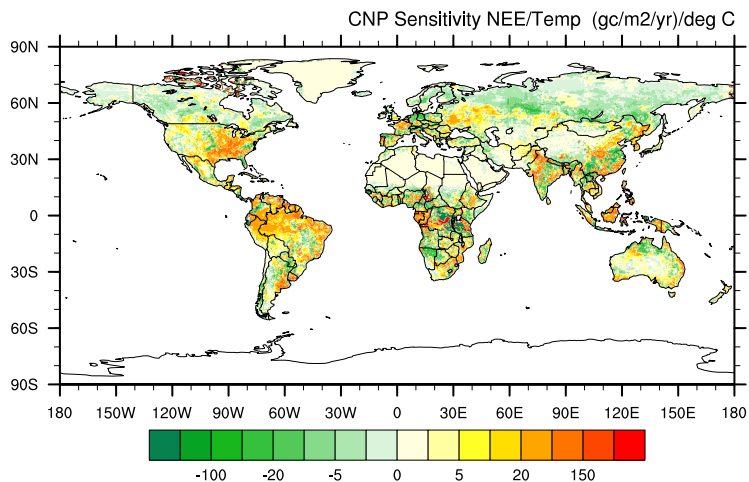 CNP Sensitivity NEE/Temp (gc/m2/yr)/deg C
90N
60N
30N
0
30S
60S
90S
180 150W 120W 90W 60W 30W 0 30E 60E 90E 120E 150E 180
-100 -20 -5 0 5 20 150